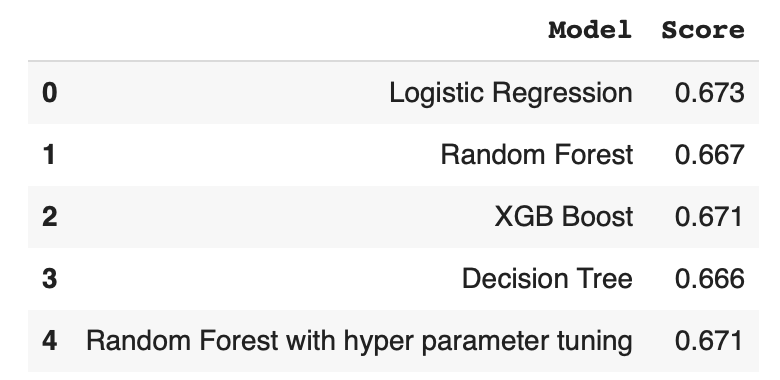 Model Score
0 Logistic Regression 0.673
1 Random Forest 0.667
2 XGB Boost 0.671
3 Decision Tree 0.666
4 Random Forest with hyper parameter tuning 0.671